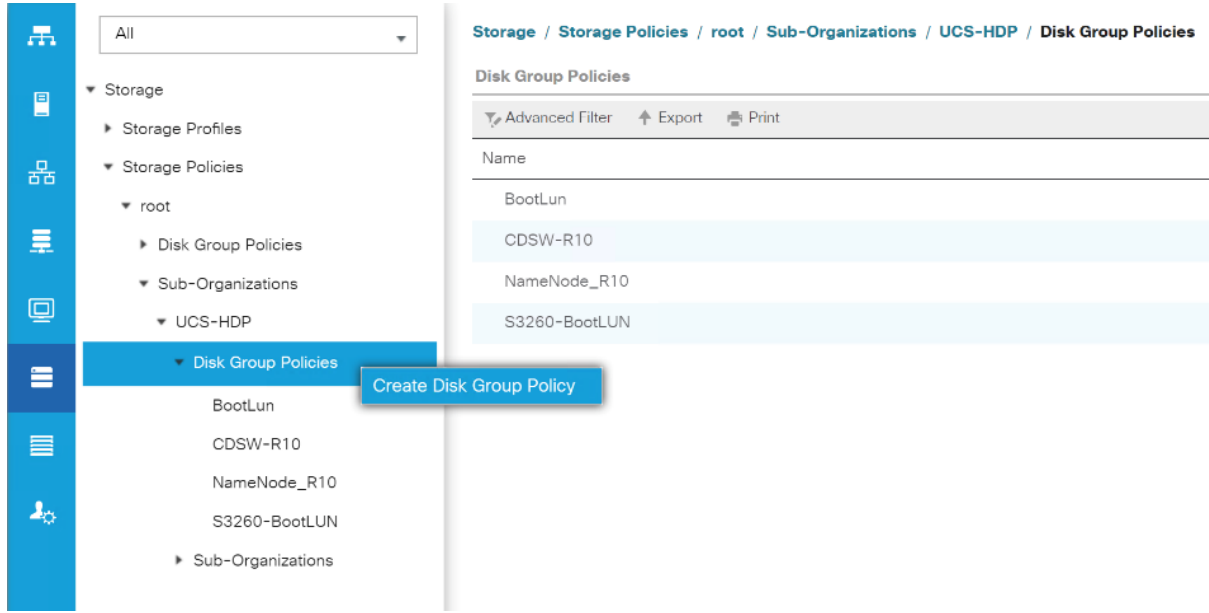 All
Storage
Storage Profiles
Storage Policies
root
Disk Group Policies
Sub-Organizations
UCS-HDP
Disk Group Policies
Create Disk Group Policy
BootLun
CDSW-R10
NameNode_R10
S3260-BootLUN
Sub-Organizations
Storage / Storage Policies / root / Sub-Organizations / UCS-HDP / Disk Group Policies
Disk Group Policies
Advanced Filter Export Print
Name
BootLun
CDSW-R10
NameNode_R10
S3260-BootLUN